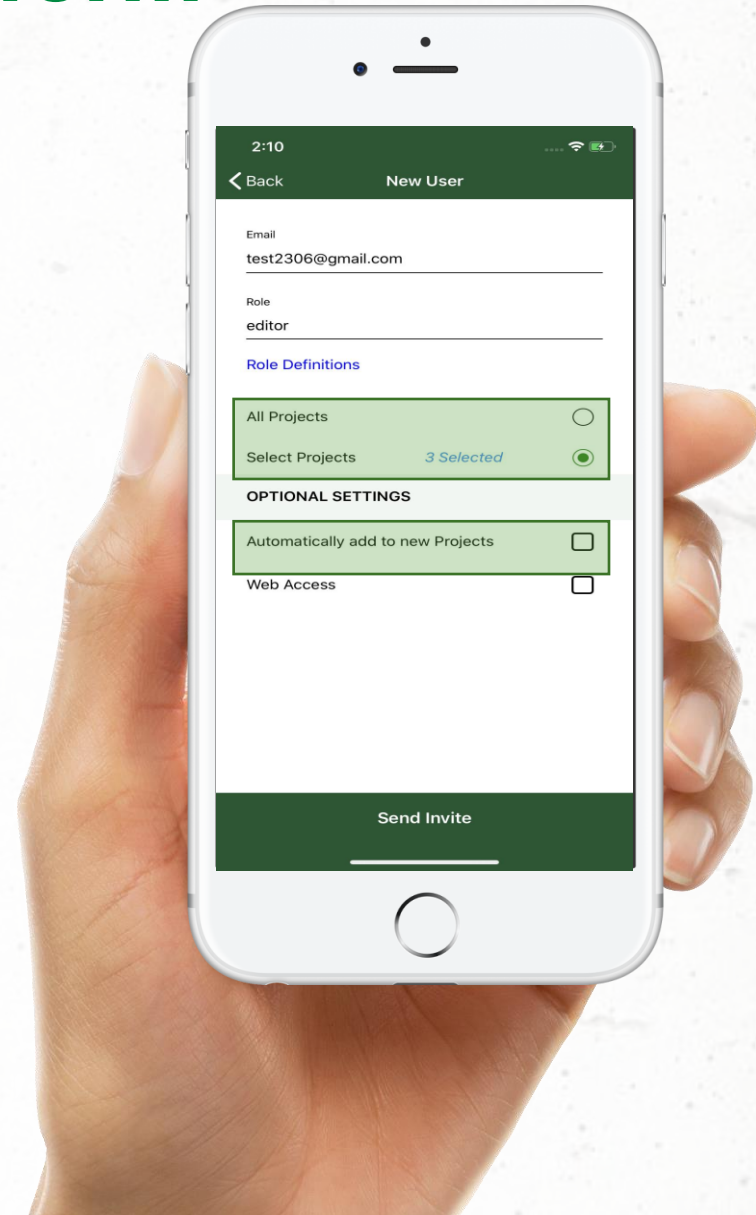 2:10
Back New User
Email
test2306@gmail.com
Role
editor
Role Definitions
All Projects
Select Projects 3 Selected
OPTIONAL SETTINGS
Automatically add to new Projects
Web Access
Send Invite